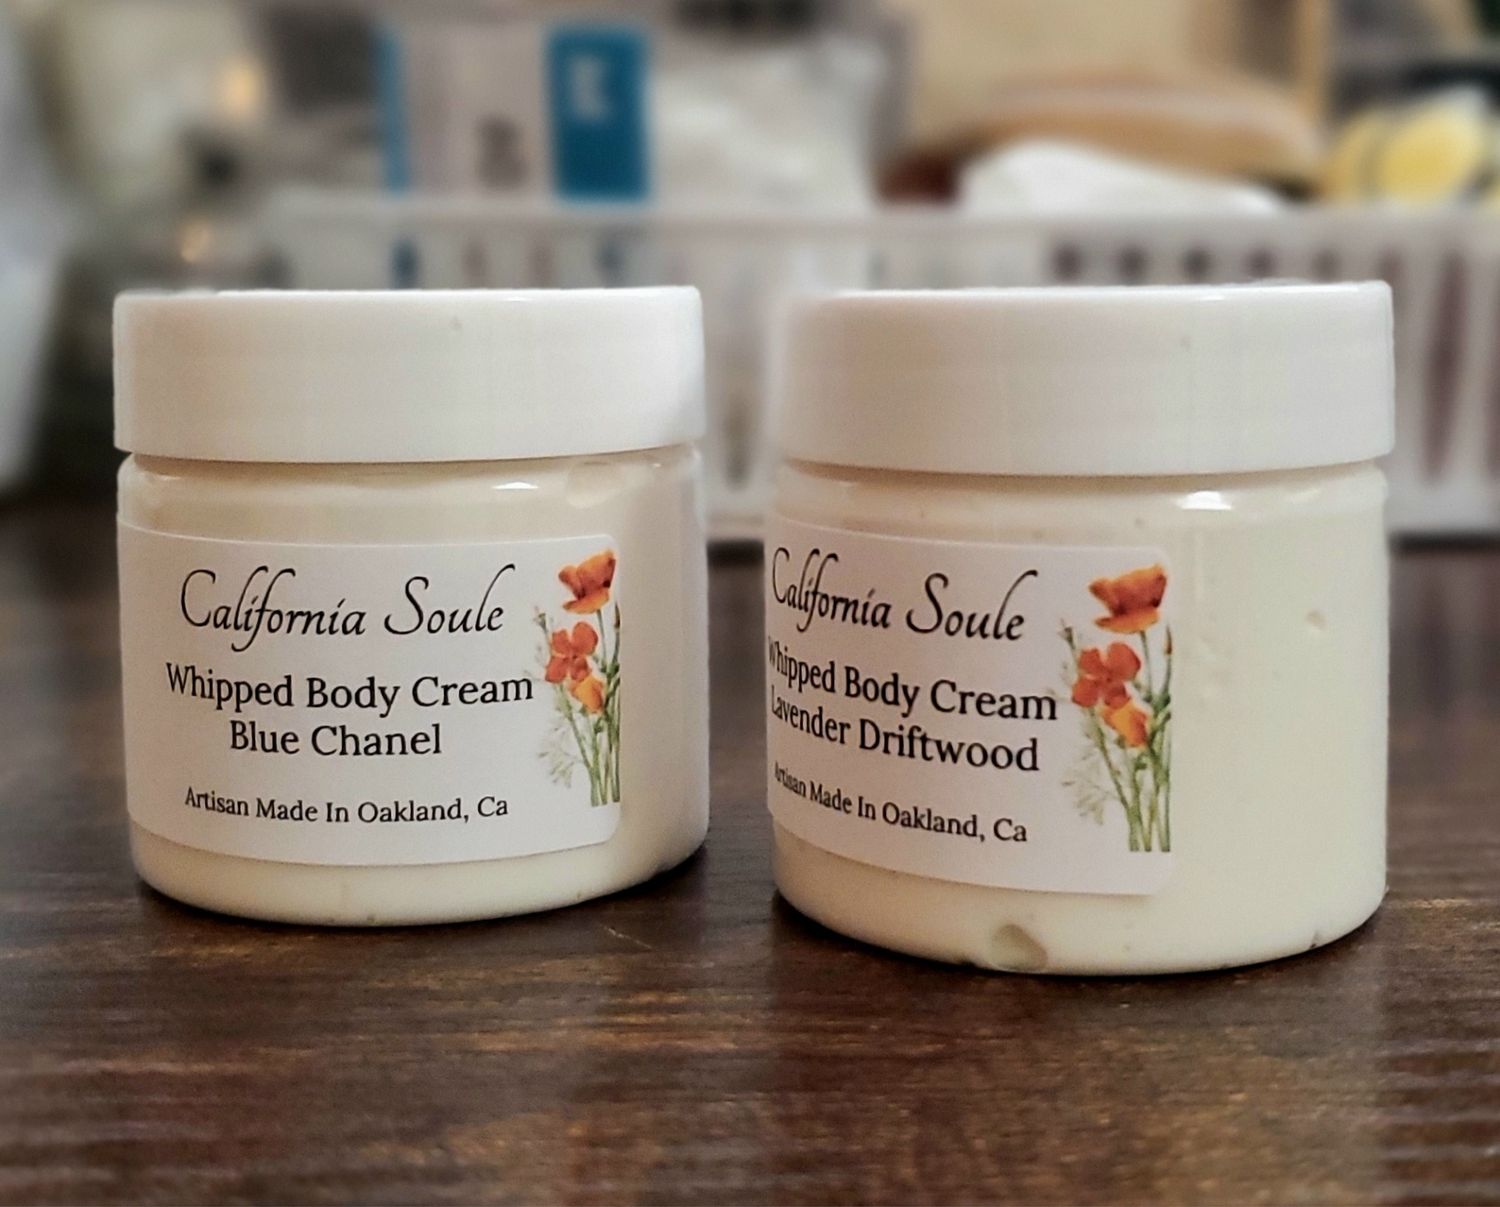 California Soule
Whipped Body Cream
Blue Chanel
Artisan Made In Oakland, Ca
California Soule
Whipped Body Cream
Lavender Driftwood
Artisan Made In Oakland, Ca